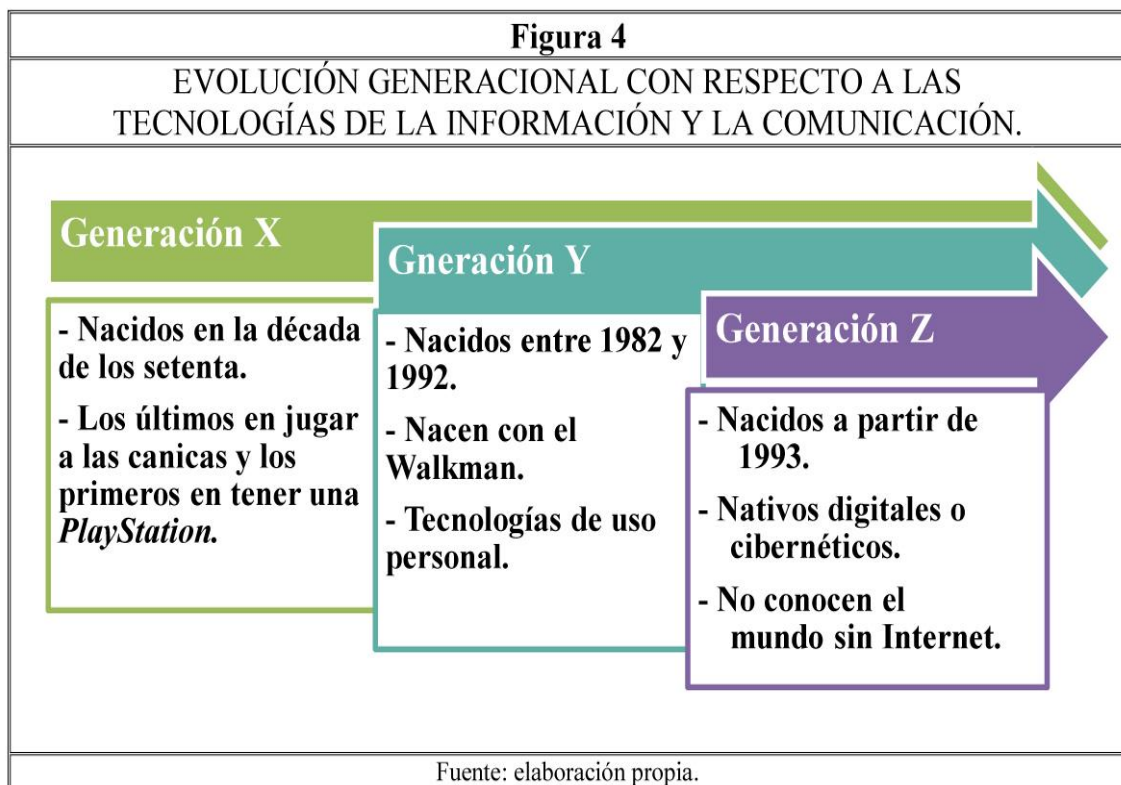 Figura 4
EVOLUCIÓN GENERACIONAL CON RESPECTO A LAS
TECNOLOGÍAS DE LA INFORMACIÓN Y LA COMUNICACIÓN.
Generación X
- Nacidos en la década
de los setenta.
- Los últimos en jugar
a las canicas y los
primeros en tener una
PlayStation.
Gneración Y
- Nacidos entre 1982 y
1992.
- Nacen con el
Walkman.
- Tecnologías de uso
personal.
Generación Z
- Nacidos a partir de
1993.
- Nativos digitales o
cibernéticos.
- No conocen el
mundo sin Internet.
Fuente: elaboración propia.